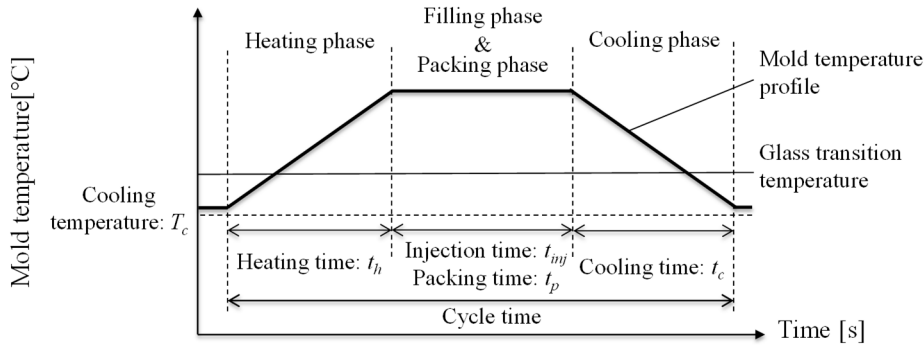 Filling phase
&
Packing phase
Heating phase
Cooling phase
Mold temperature
profile
Mold temperature[°C]
Glass transition
temperature
Cooling
temperature: Tc
Heating time: th
Injection time: tinj
Packing time: tp
Cooling time: tc
Cycle time
Time [s]